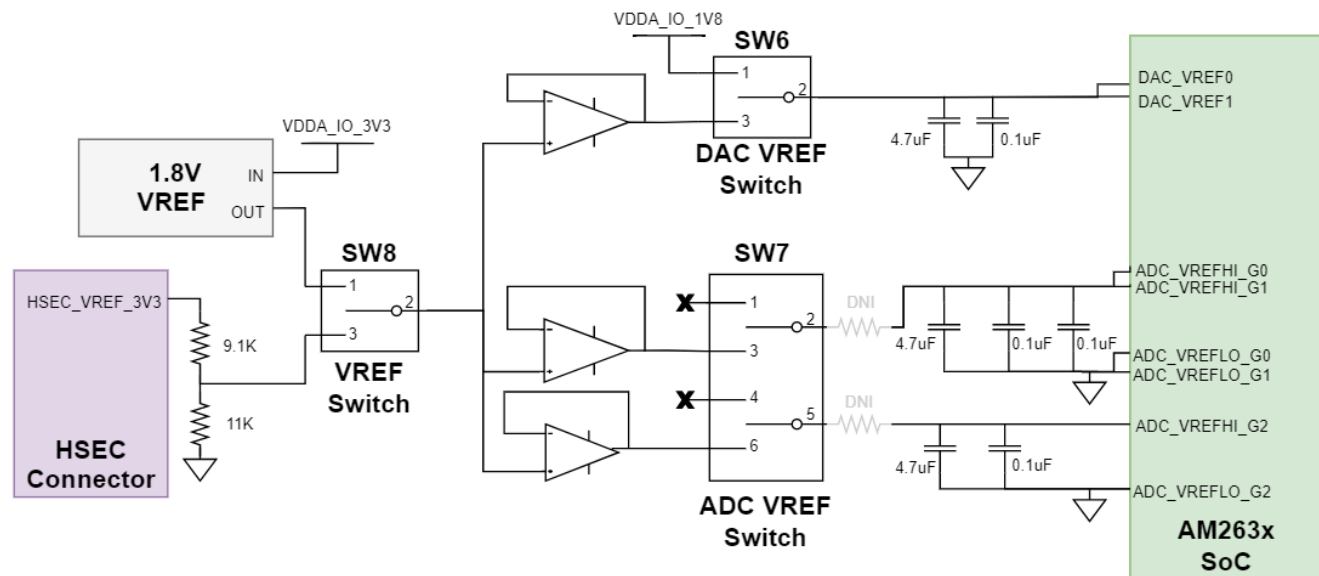 VDDA_IO_1V8
SW6
1
2
3
DAC VREF
Switch
DAC_VREF0
DAC_VREF1
4.7uF
0.1uF
VDDA_IO_3V3
1.8V
VREF
IN
OUT
SW8
1
2
3
VREF
Switch
HSEC_VREF_3V3
9.1K
11K
HSEC
Connector
SW7
1
2
3
4
5
6
ADC VREF
Switch
DNI
DNI
4.7uF
0.1uF
0.1uF
4.7uF
0.1uF
ADC_VREFHI_G0
ADC_VREFHI_G1
ADC_VREFLO_G0
ADC_VREFLO_G1
ADC_VREFHI_G2
ADC_VREFLO_G2
AM263x
SoC